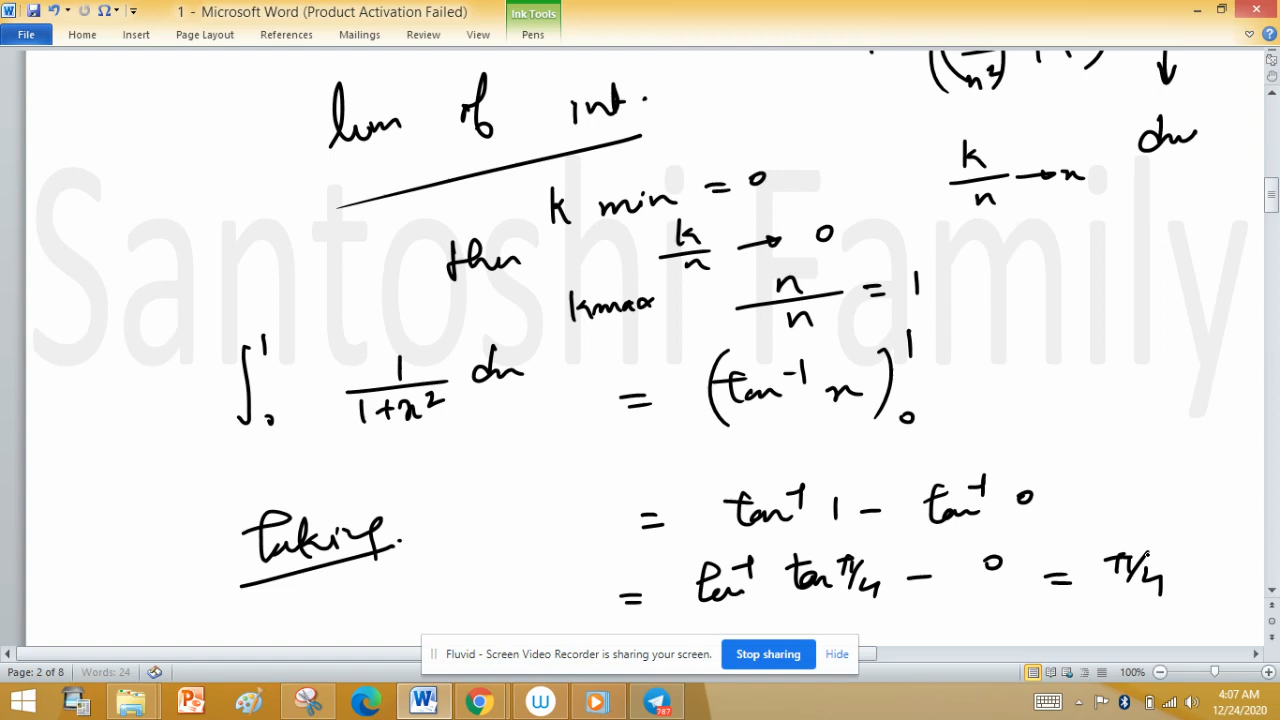 1 - Microsoft Word (Product Activation Failed)
Ink Tools
File Home Insert Page Layout References Mailings Review View Pens
lim of int.
dx
k/n → x
k min = 0
then k/n → 0
kmax n/n = 1
∫₀¹ 1/(1+x²) dx = (tan⁻¹ x)₀¹
= tan⁻¹ 1 - tan⁻¹ 0
Taking.
= tan⁻¹ tan π/4 - 0 = π/4
Santoshi Family
Fluvid - Screen Video Recorder is sharing your screen. Stop sharing Hide
Page: 2 of 8 Words: 24 100%
787
4:07 AM
12/24/2020